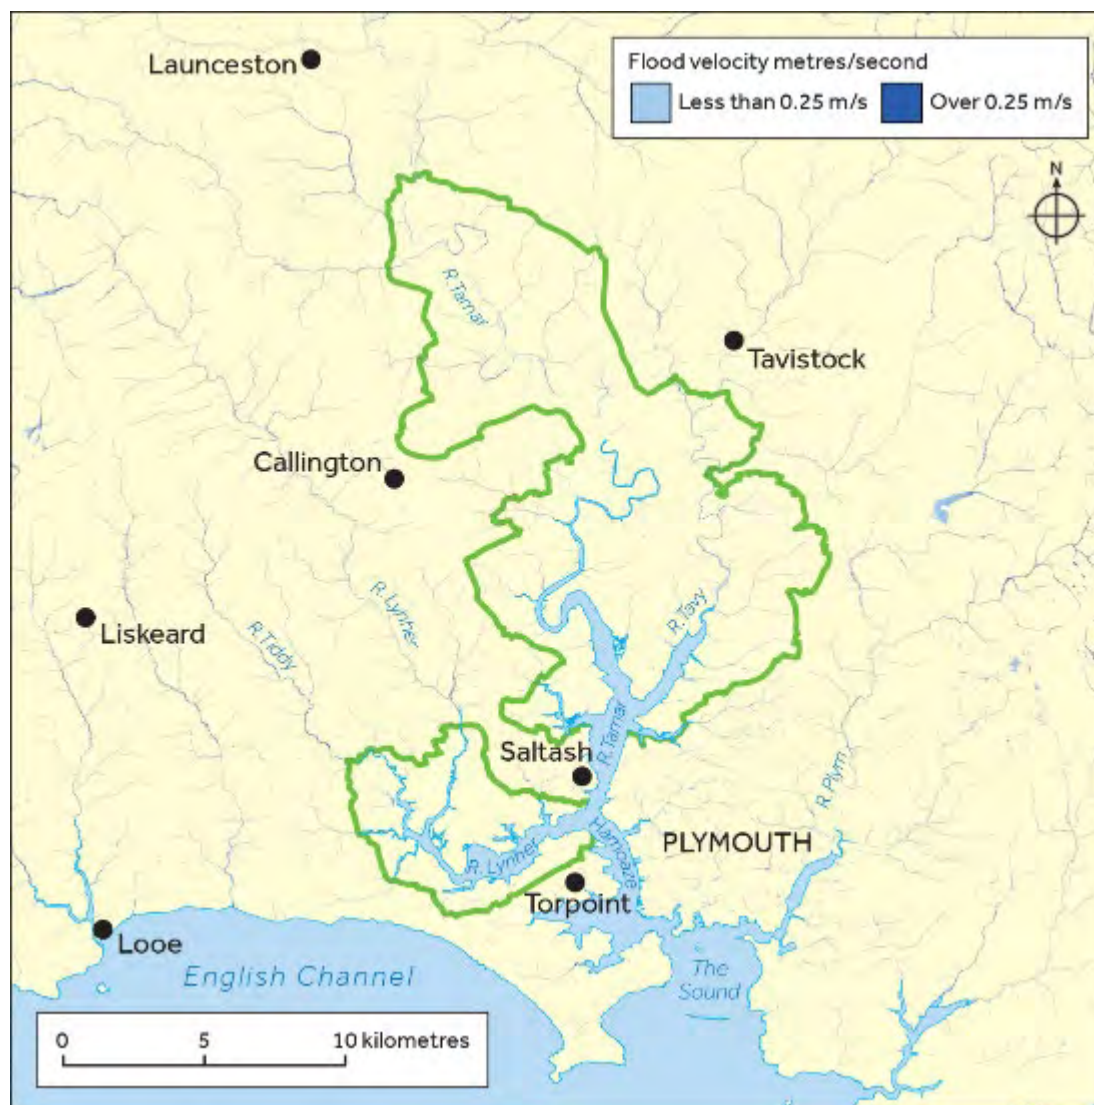 Launceston
Flood velocity metres/second
Less than 0.25 m/s
Over 0.25 m/s
N
R.Tamar
Tavistock
Callington
R.Lynher
R.Tavy
Liskeard
R.Tiddy
Saltash
R.Tamar
R.Plym
PLYMOUTH
R. Lynher
Hamoaze
Torpoint
Looe
English Channel
The
Sound
0 5 10 kilometres